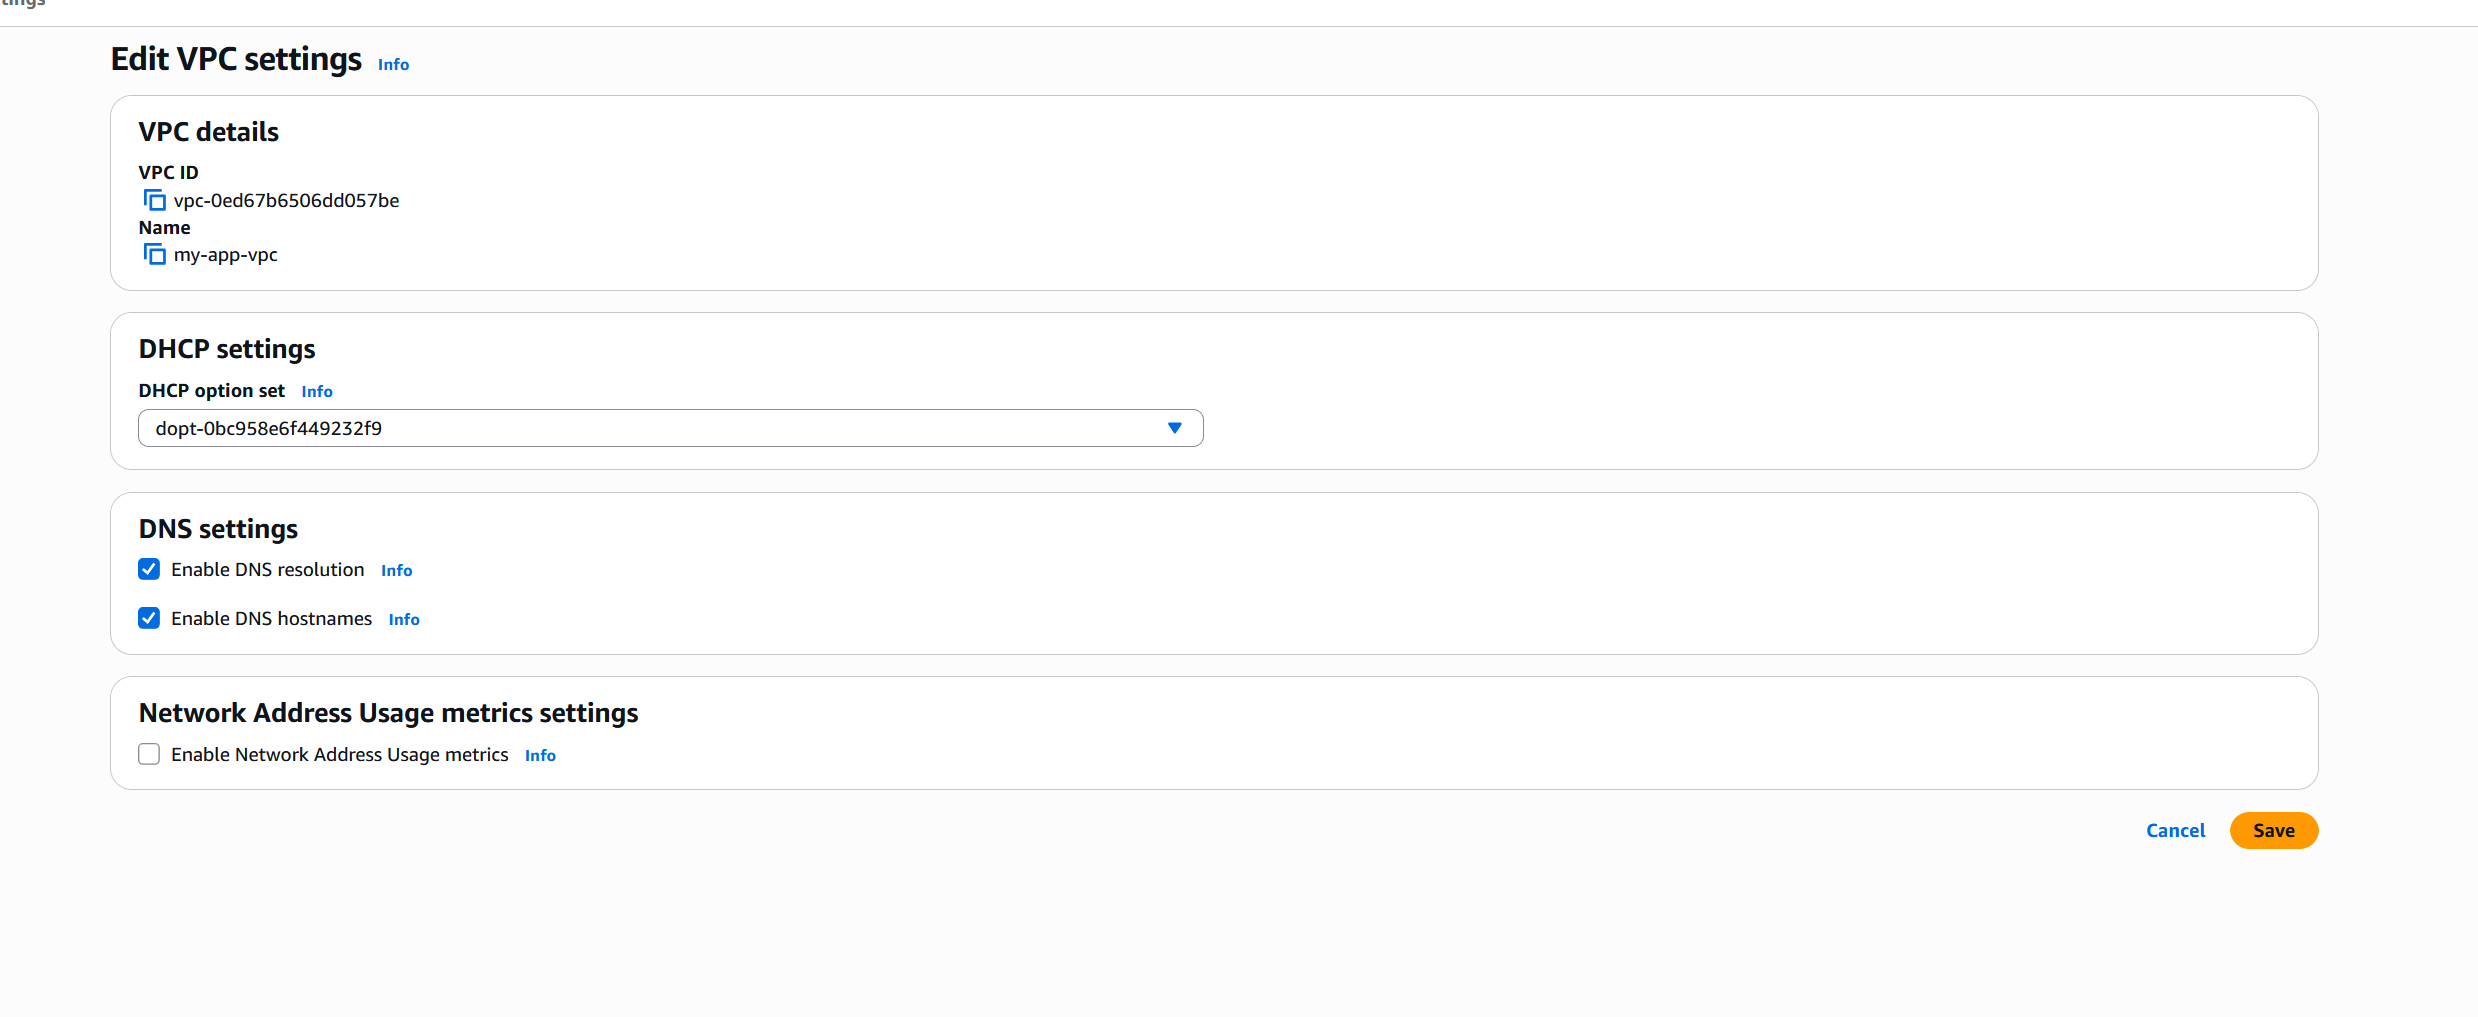 Edit VPC settings Info
VPC details
VPC ID
vpc-0ed67b6506dd057be
Name
my-app-vpc
DHCP settings
DHCP option set Info
dopt-0bc958e6f449232f9
DNS settings
Enable DNS resolution Info
Enable DNS hostnames Info
Network Address Usage metrics settings
Enable Network Address Usage metrics Info
Cancel Save